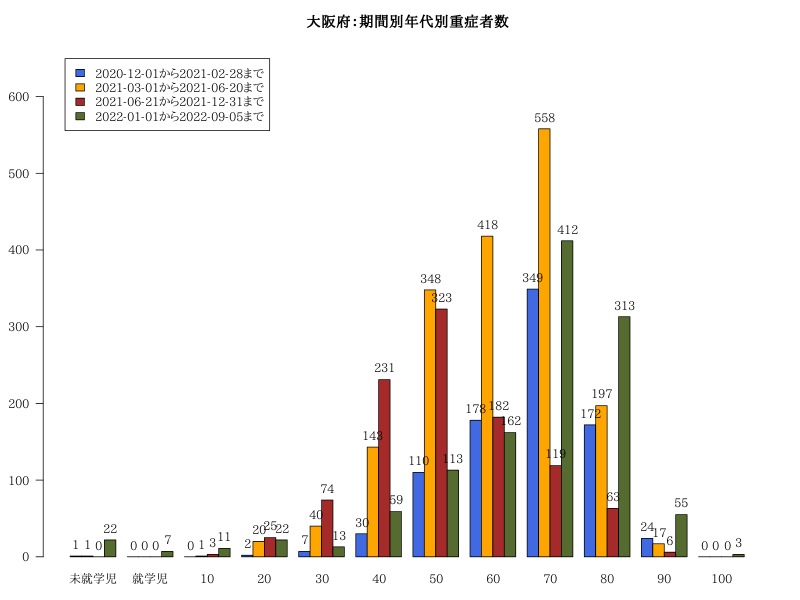 大阪府:期間別年代別重症者数
2020-12-01から2021-02-28まで
2021-03-01から2021-06-20まで
2021-06-21から2021-12-31まで
2022-01-01から2022-09-05まで
600
500
400
300
200
100
0
1 1 0 22
0 0 0 7
0 1 3 11
2 20 25 22
7 40 74 13
30 143 231 59
110 348 323 113
178 418 182 162
349 558 119 412
172 197 63 313
24 17 6 55
0 0 0 3
未就学児 就学児 10 20 30 40 50 60 70 80 90 100